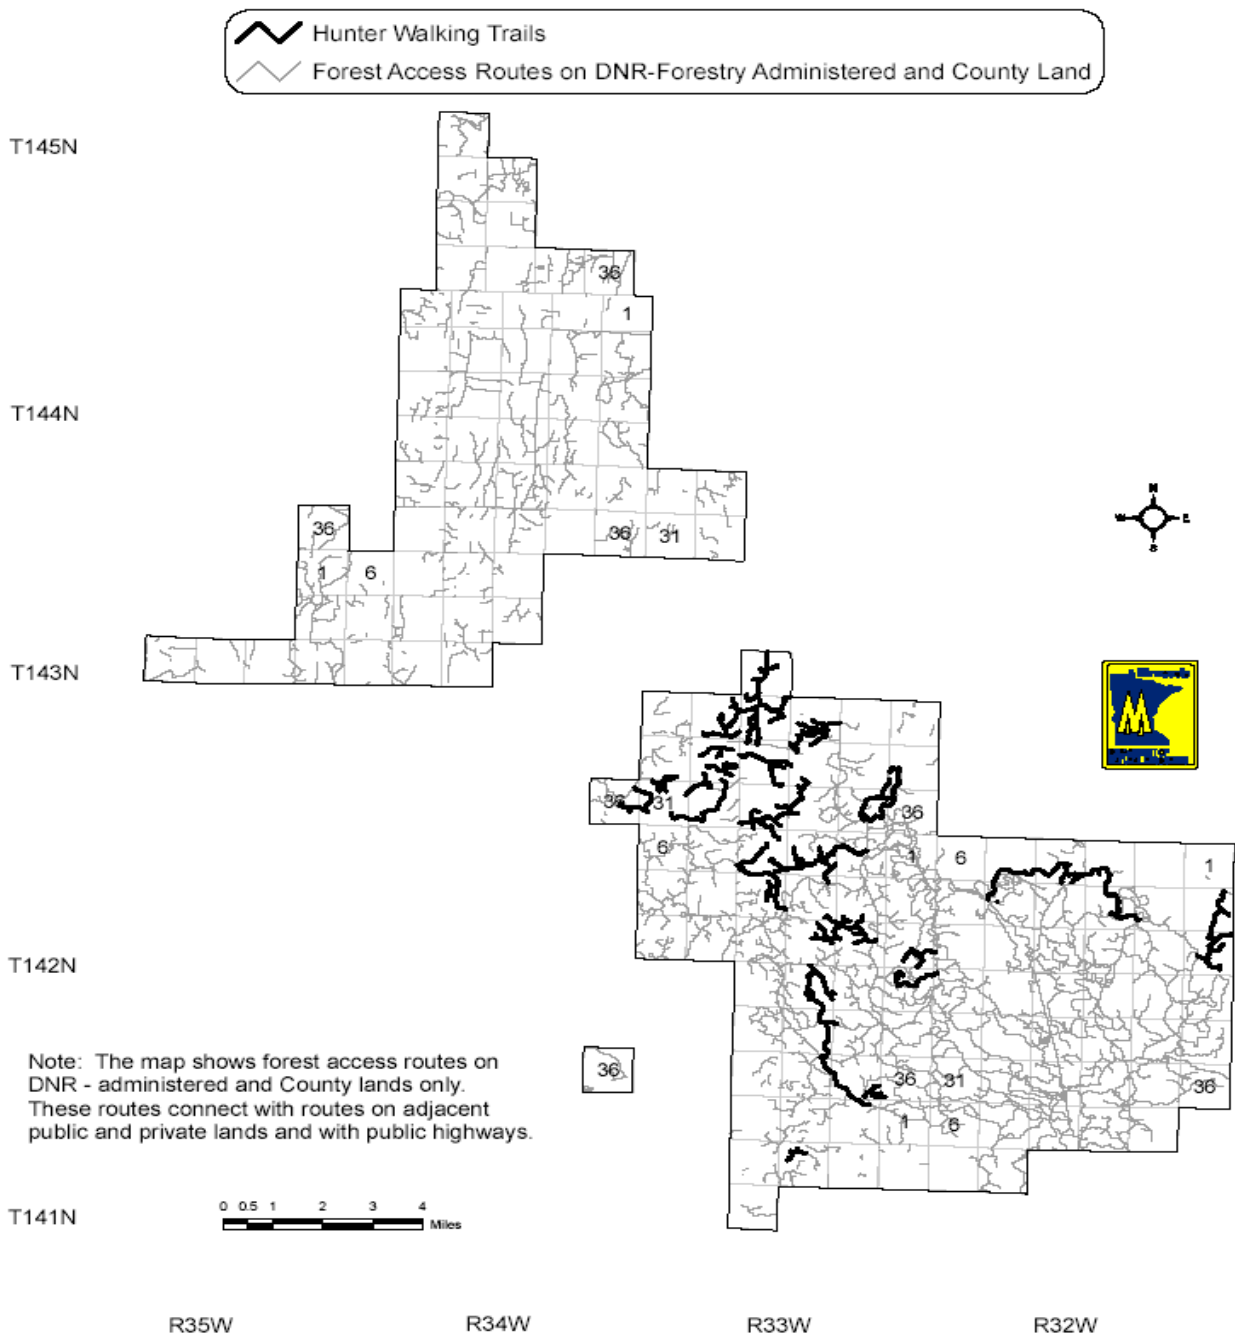 Hunter Walking Trails
Forest Access Routes on DNR-Forestry Administered and County Land
T145N
36
1
T144N
36
36 31
1 6
N
W E
S
T143N
Minnesota
36 31
36
6
1 6
1
T142N
Note: The map shows forest access routes on
DNR - administered and County lands only.
These routes connect with routes on adjacent
public and private lands and with public highways.
36
36 31
36
1 6
T141N
0 0.5 1 2 3 4
Miles
R35W R34W R33W R32W